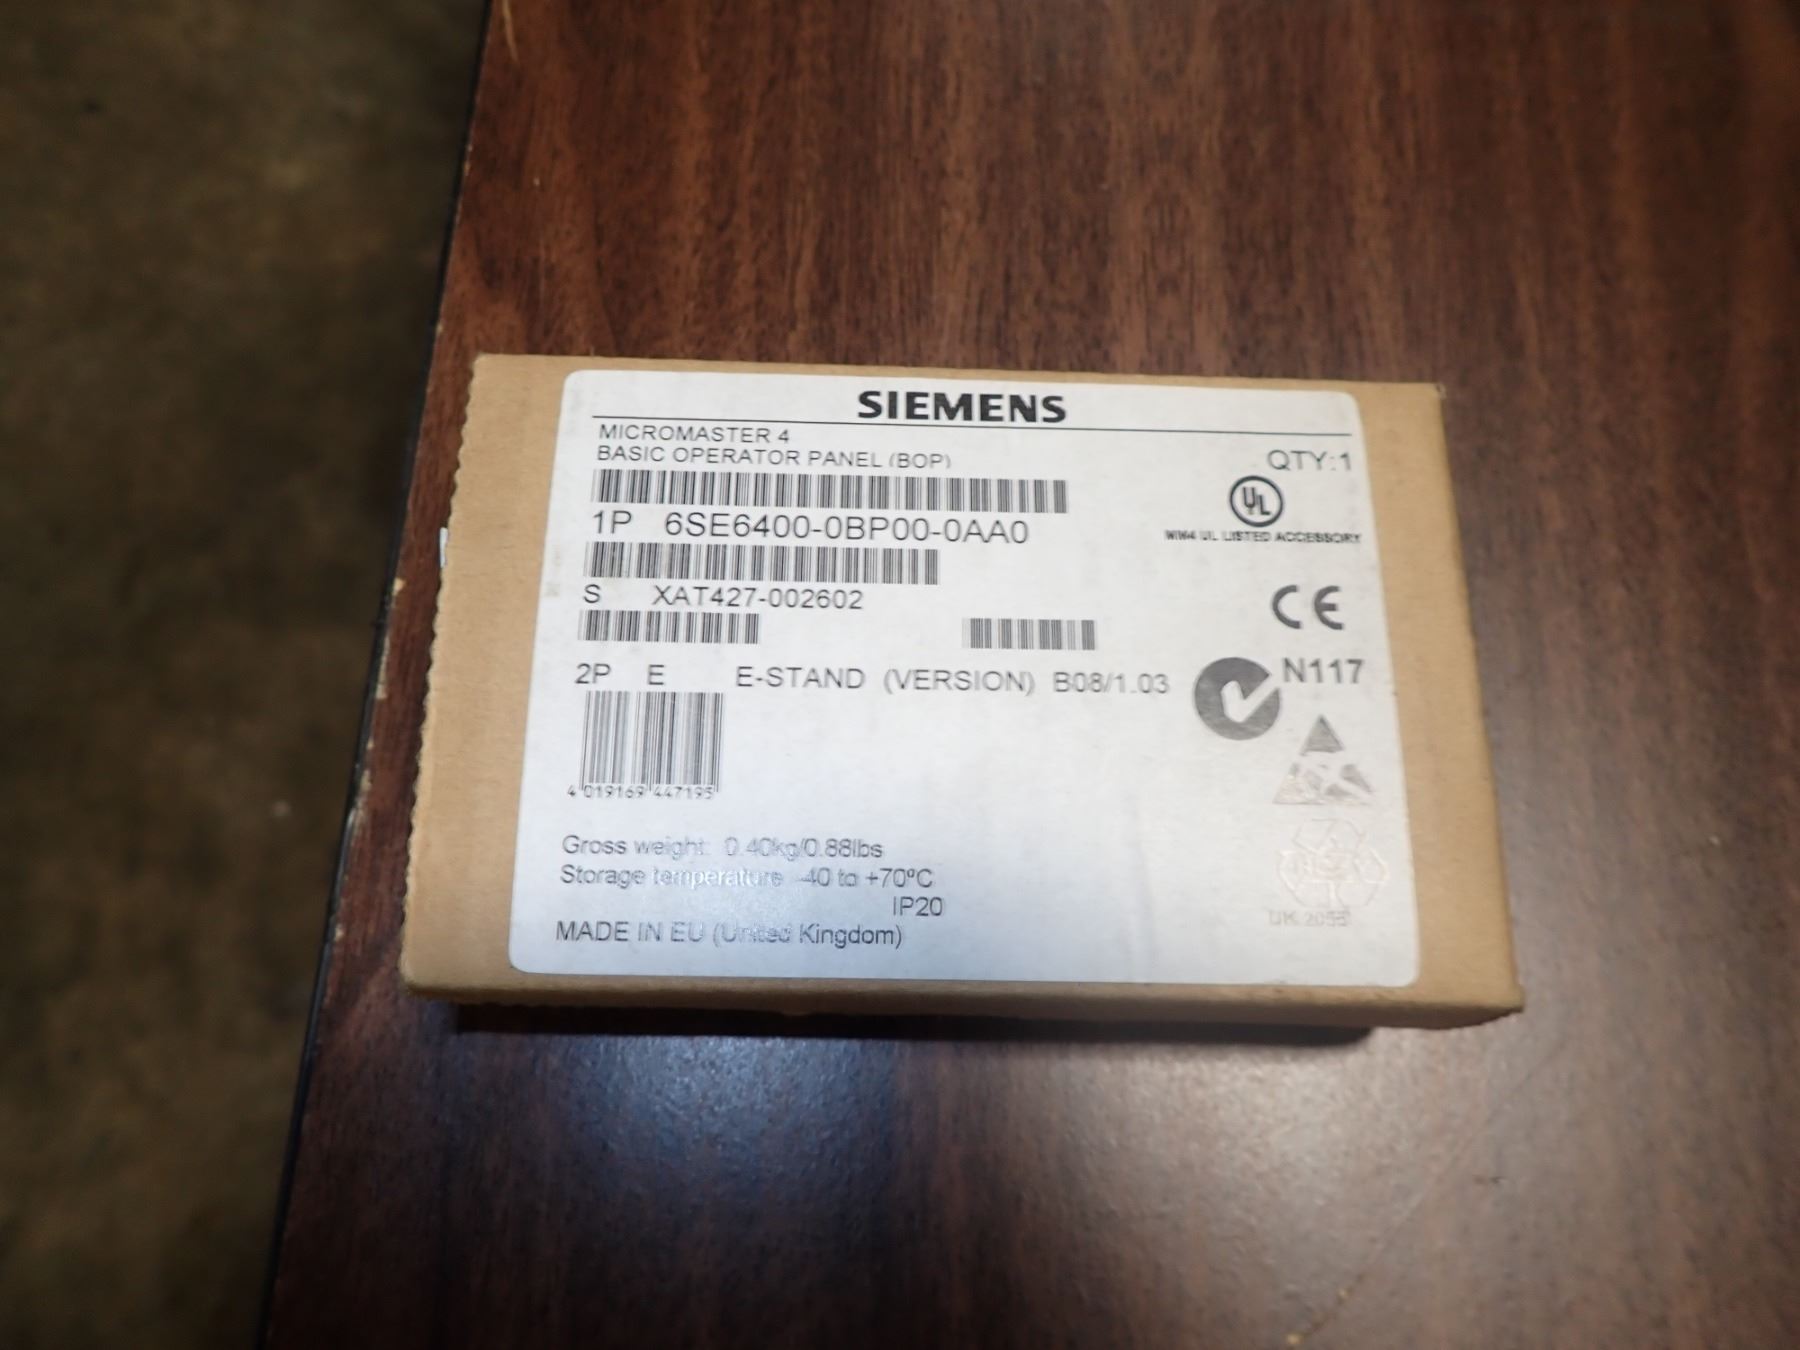 SIEMENS
MICROMASTER 4
BASIC OPERATOR PANEL (BOP)
QTY:1
1P 6SE6400-0BP00-0AA0
UL
MM4 UL LISTED ACCESSORY
S XAT427-002602
CE
2P E E-STAND (VERSION) B08/1.03
N117
4 019169 447195
Gross weight: 0.40kg/0.88lbs
Storage temperature -40 to +70ºC
IP20
MADE IN EU (United Kingdom)